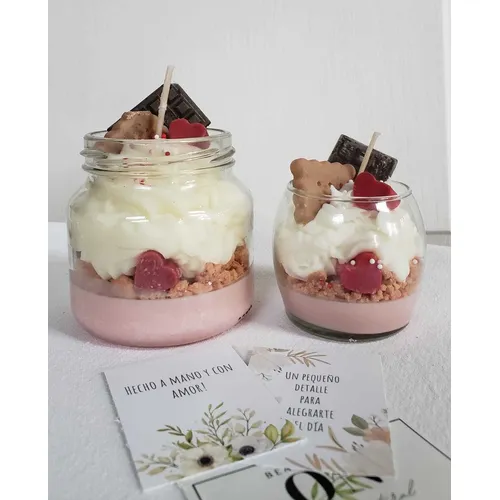 HECHO A MANO Y CON
AMOR!
UN PEQUEÑO
DETALLE
PARA
ALEGRARTE
EL DÍA